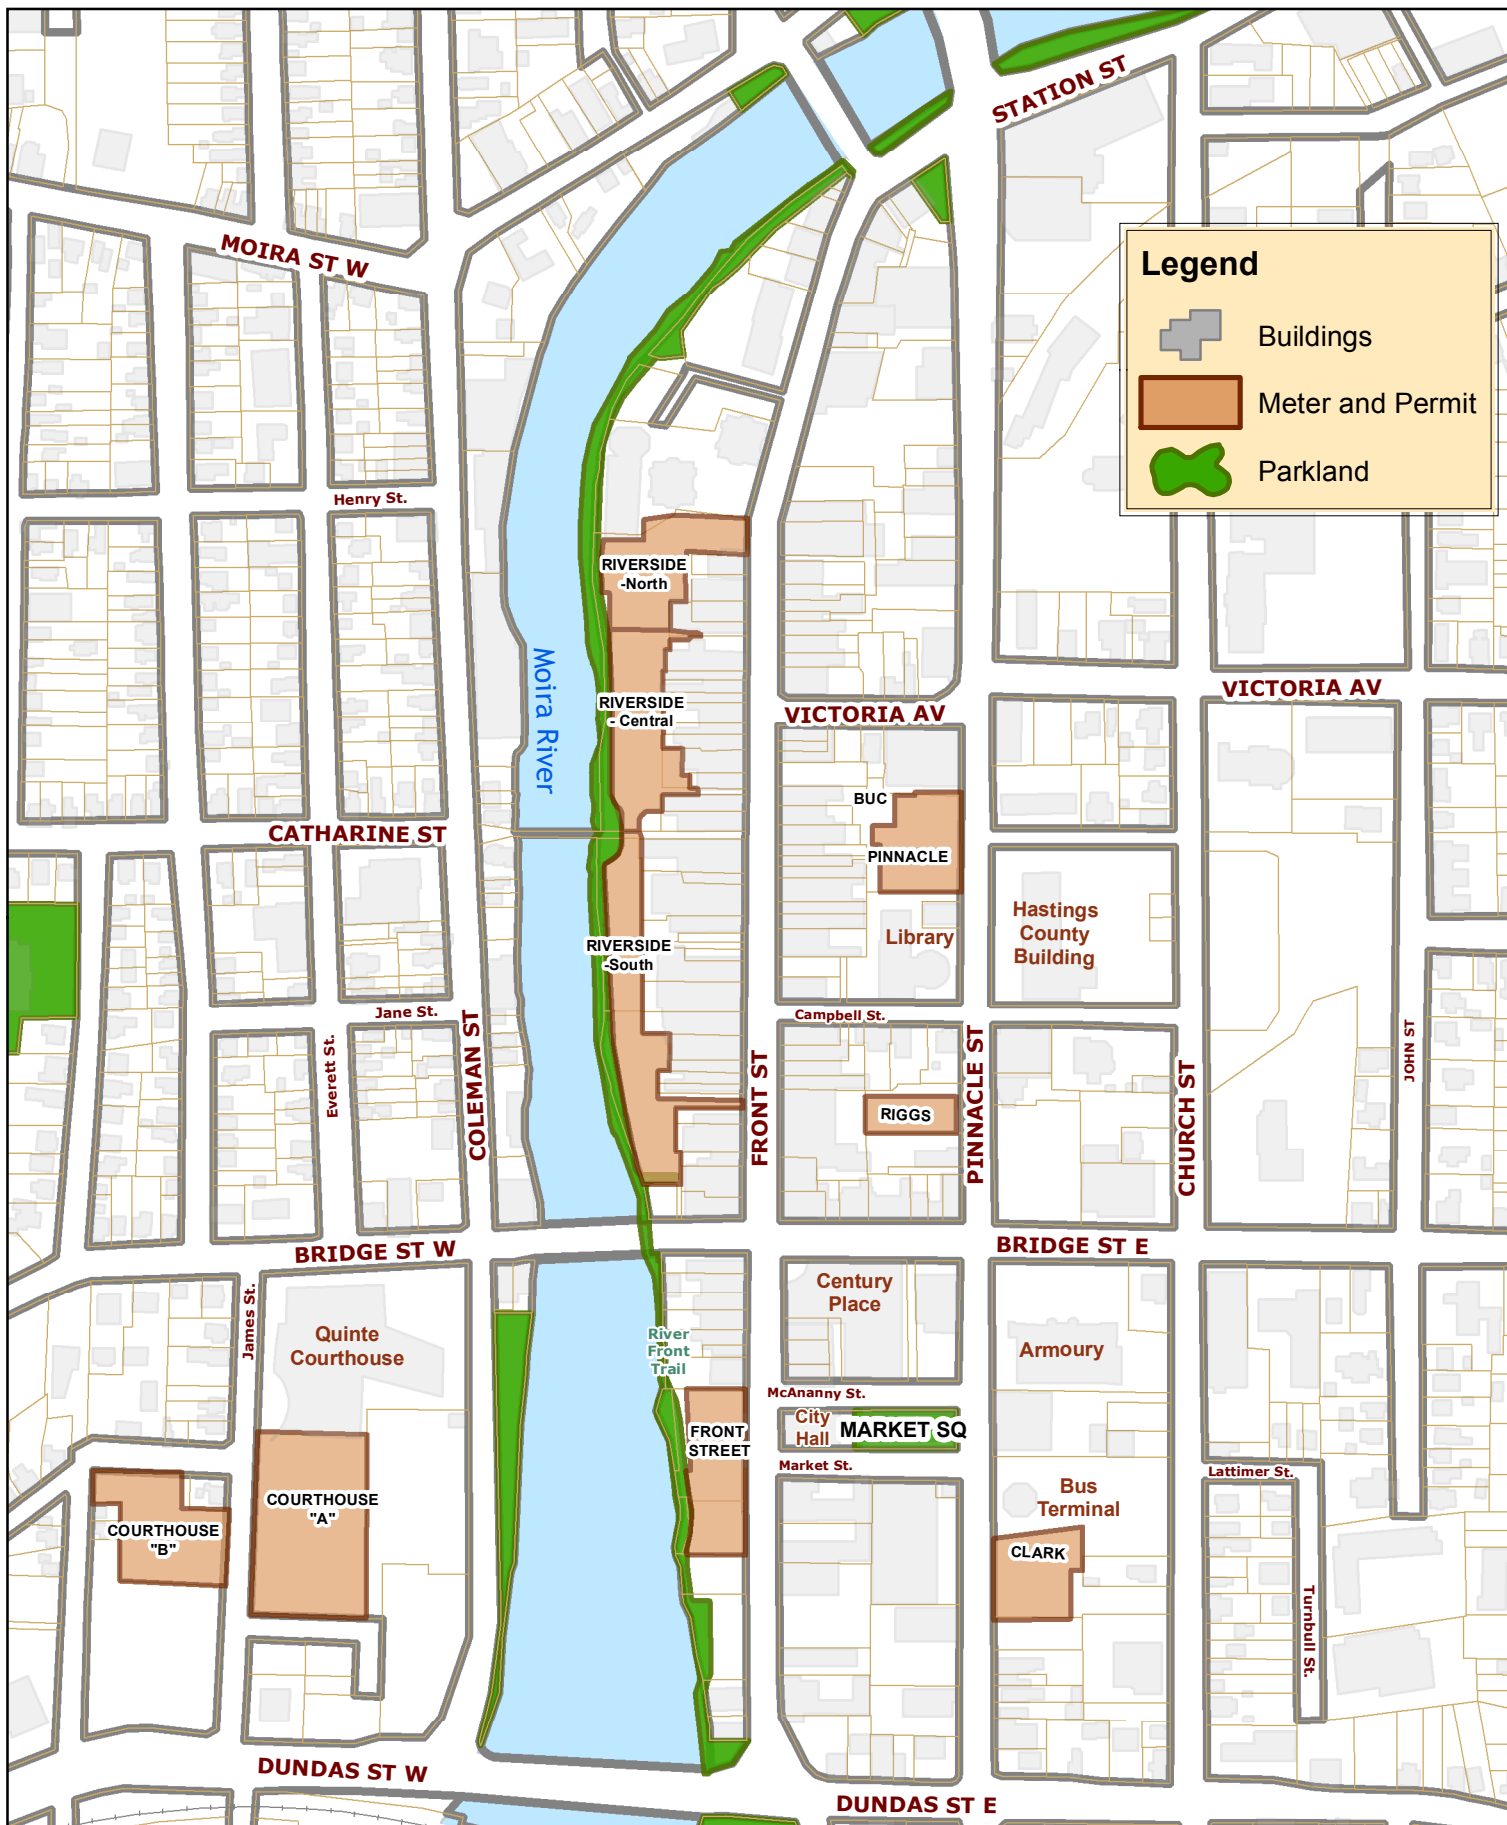 STATION ST
MOIRA ST W
Legend
Buildings
Meter and Permit
Parkland
Henry St.
RIVERSIDE
-North
Moira River
RIVERSIDE
- Central
VICTORIA AV
VICTORIA AV
BUC
PINNACLE
CATHARINE ST
Library
Hastings
County
Building
RIVERSIDE
-South
Jane St.
Campbell St.
Everett St.
COLEMAN ST
FRONT ST
RIGGS
PINNACLE ST
CHURCH ST
JOHN ST
BRIDGE ST W
BRIDGE ST E
James St.
Quinte
Courthouse
River
Front
Trail
Century
Place
Armoury
McAnanny St.
City
Hall
MARKET SQ
FRONT
STREET
Market St.
Lattimer St.
COURTHOUSE
"A"
COURTHOUSE
"B"
Bus
Terminal
CLARK
Turnbull St.
DUNDAS ST W
DUNDAS ST E